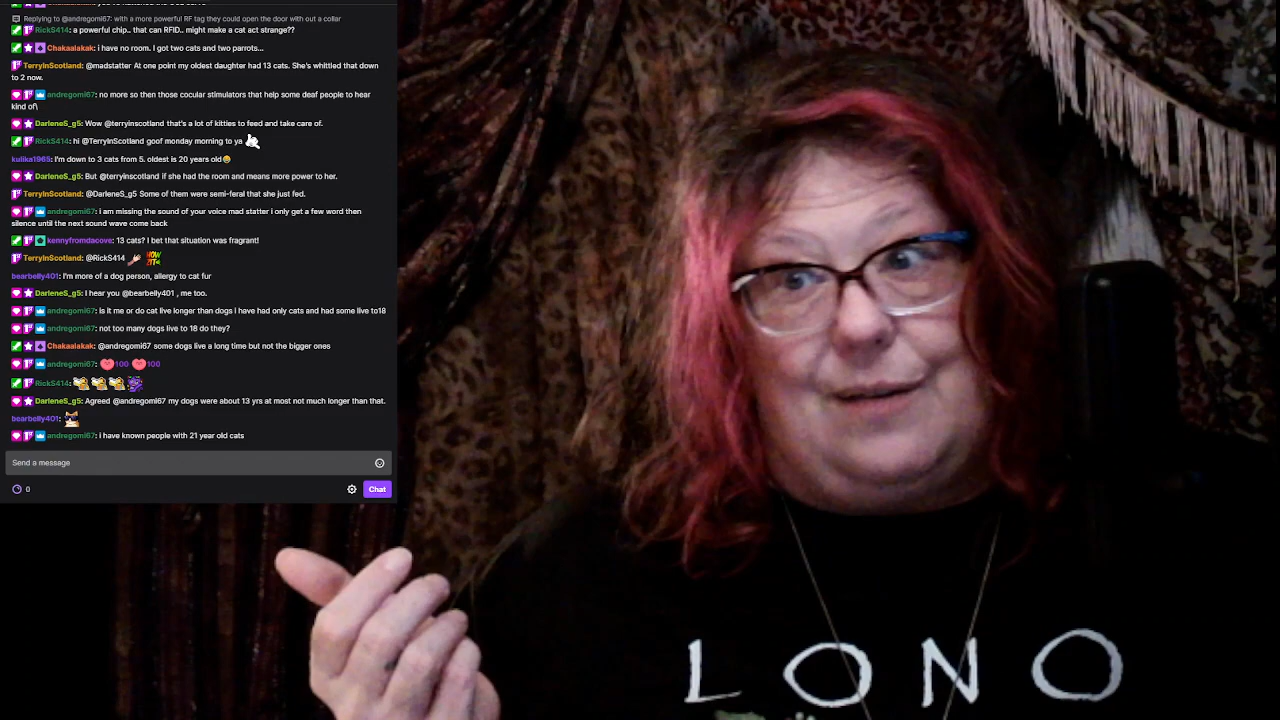 Replying to @andregomi67: with a more powerful RF tag they could open the door with out a collar
RickS414: a powerful chip.. that can RFID.. might make a cat act strange??
Chakaalakak: i have no room. I got two cats and two parrots...
TerryInScotland: @madstatter At one point my oldest daughter had 13 cats. She's whittled that down
to 2 now.
andregomi67: no more so then those cocular stimulators that help some deaf people to hear
kind of\
DarleneS_g5: Wow @terryinscotland that's a lot of kitties to feed and take care of.
RickS414: hi @TerryInScotland goof monday morning to ya
kuiika1965: I'm down to 3 cats from 5. oldest is 20 years old
DarleneS_g5: But @terryinscotland if she had the room and means more power to her.
TerryInScotland: @DarleneS_g5 Some of them were semi-feral that she just fed.
andregomi67: i am missing the sound of your voice mad statter i only get a few word then
silence until the next sound wave come back
kennyfromdacove: 13 cats? I bet that situation was fragrant!
TerryInScotland: @RickS414
bearbelly401: I'm more of a dog person, allergy to cat fur
DarleneS_g5: I hear you @bearbelly401 , me too.
andregomi67: is it me or do cat live longer than dogs i have had only cats and had some live to18
andregomi67: not too many dogs live to 18 do they?
Chakaalakak: @andregomi67 some dogs live a long time but not the bigger ones
andregomi67: 100 100
RickS414:
DarleneS_g5: Agreed @andregomi67 my dogs were about 13 yrs at most not much longer than that.
bearbelly401:
andregomi67: i have known people with 21 year old cats
Send a message
0
Chat
LONO